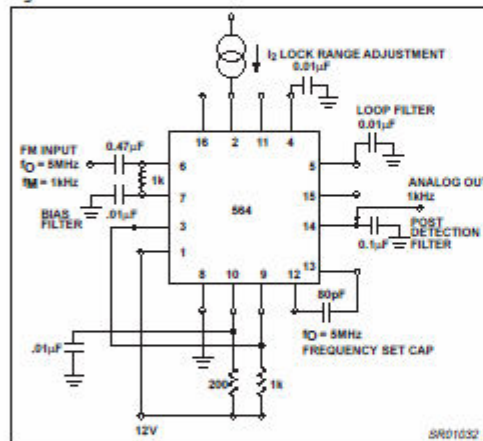 I2 LOCK RANGE ADJUSTMENT
0.01µF
LOOP FILTER
0.01µF
16 2 11 4
FM INPUT
fO = 5MHz
fM = 1kHz
0.47µF
1k
.01µF
BIAS
FILTER
6
7
3
1
564
5
15
14
13
ANALOG OUT
1kHz
POST
DETECTION
FILTER
0.1µF
8 10 9 12
80pF
fO = 5MHz
FREQUENCY SET CAP
.01µF
200
1k
12V
SR01032